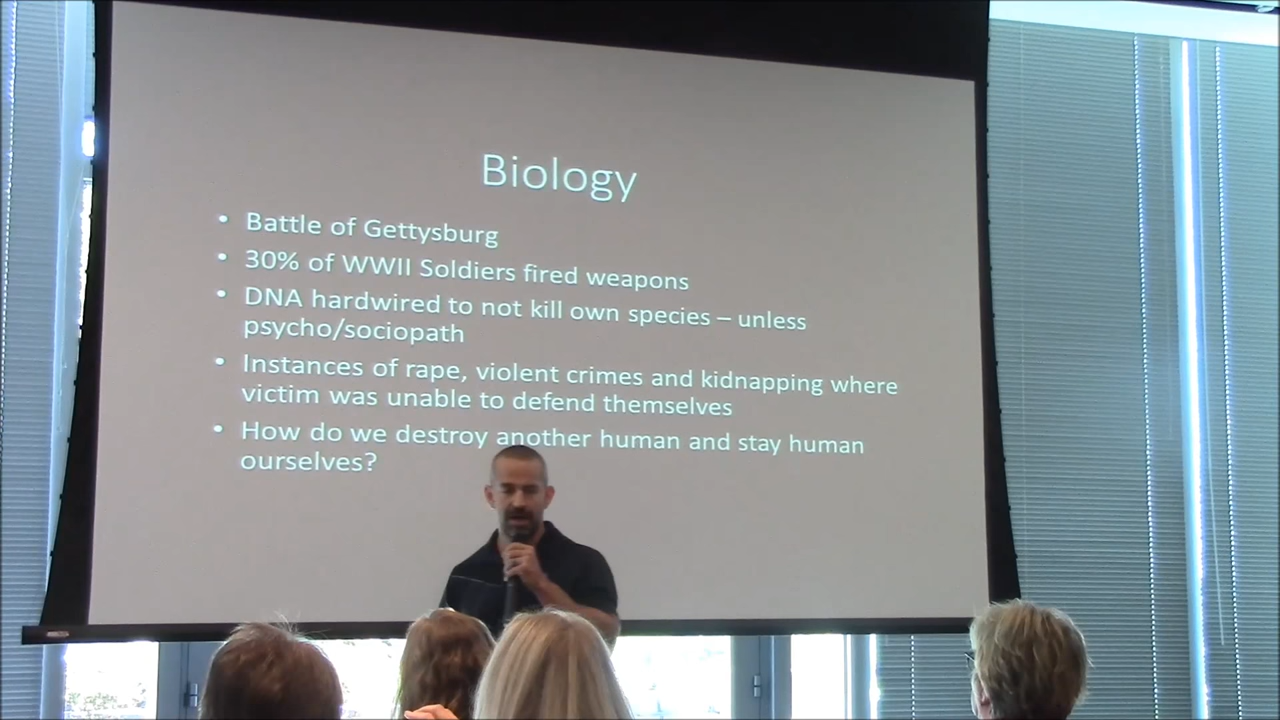 Biology
• Battle of Gettysburg
• 30% of WWII Soldiers fired weapons
• DNA hardwired to not kill own species – unless
psycho/sociopath
• Instances of rape, violent crimes and kidnapping where
victim was unable to defend themselves
• How do we destroy another human and stay human
ourselves?